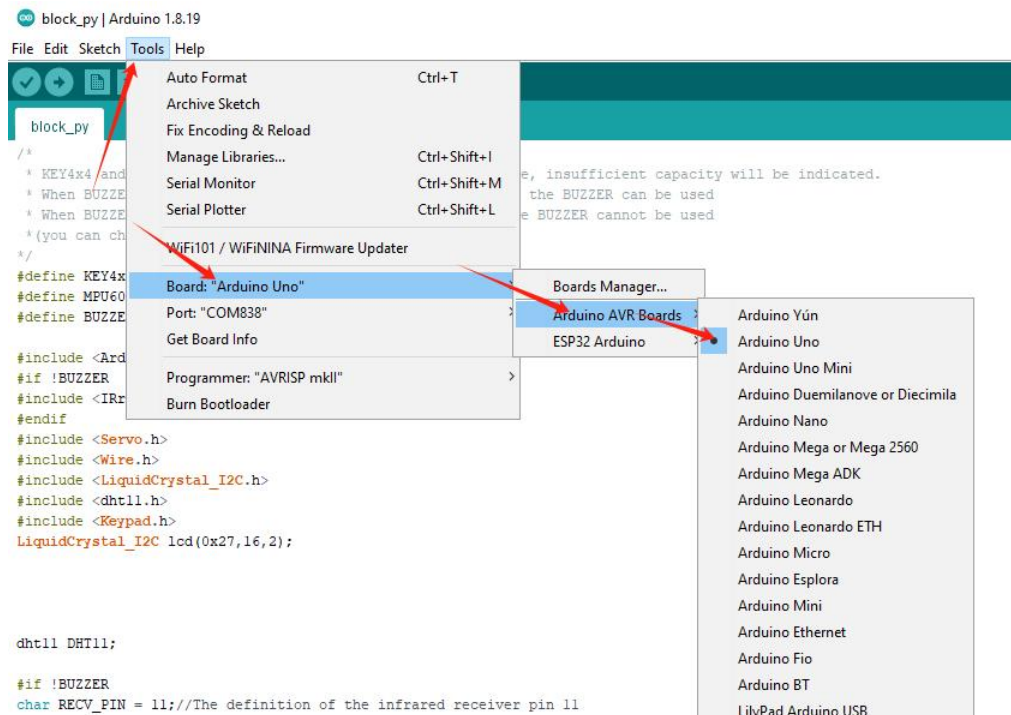 block_py | Arduino 1.8.19
File Edit Sketch Tools Help
block_py
Auto Format Ctrl+T
Archive Sketch
Fix Encoding & Reload
Manage Libraries... Ctrl+Shift+I
Serial Monitor Ctrl+Shift+M
Serial Plotter Ctrl+Shift+L
WiFi101 / WiFiNINA Firmware Updater
Board: "Arduino Uno"
Port: "COM838"
Get Board Info
Programmer: "AVRISP mkII"
Burn Bootloader
Boards Manager...
Arduino AVR Boards
ESP32 Arduino
Arduino Yún
Arduino Uno
Arduino Uno Mini
Arduino Duemilanove or Diecimila
Arduino Nano
Arduino Mega or Mega 2560
Arduino Mega ADK
Arduino Leonardo
Arduino Leonardo ETH
Arduino Micro
Arduino Esplora
Arduino Mini
Arduino Ethernet
Arduino Fio
Arduino BT
LilyPad Arduino USB
/*
* KEY4x4 and e, insufficient capacity will be indicated.
* When BUZZE the BUZZER can be used
* When BUZZE e BUZZER cannot be used
*(you can ch
*/
#define KEY4x
#define MPU60
#define BUZZE
#include <Ard
#if !BUZZER
#include <IRr
#endif
#include <Servo.h>
#include <Wire.h>
#include <LiquidCrystal_I2C.h>
#include <dht11.h>
#include <Keypad.h>
LiquidCrystal_I2C lcd(0x27,16,2);
dht11 DHT11;
#if !BUZZER
char RECV_PIN = 11;//The definition of the infrared receiver pin 11